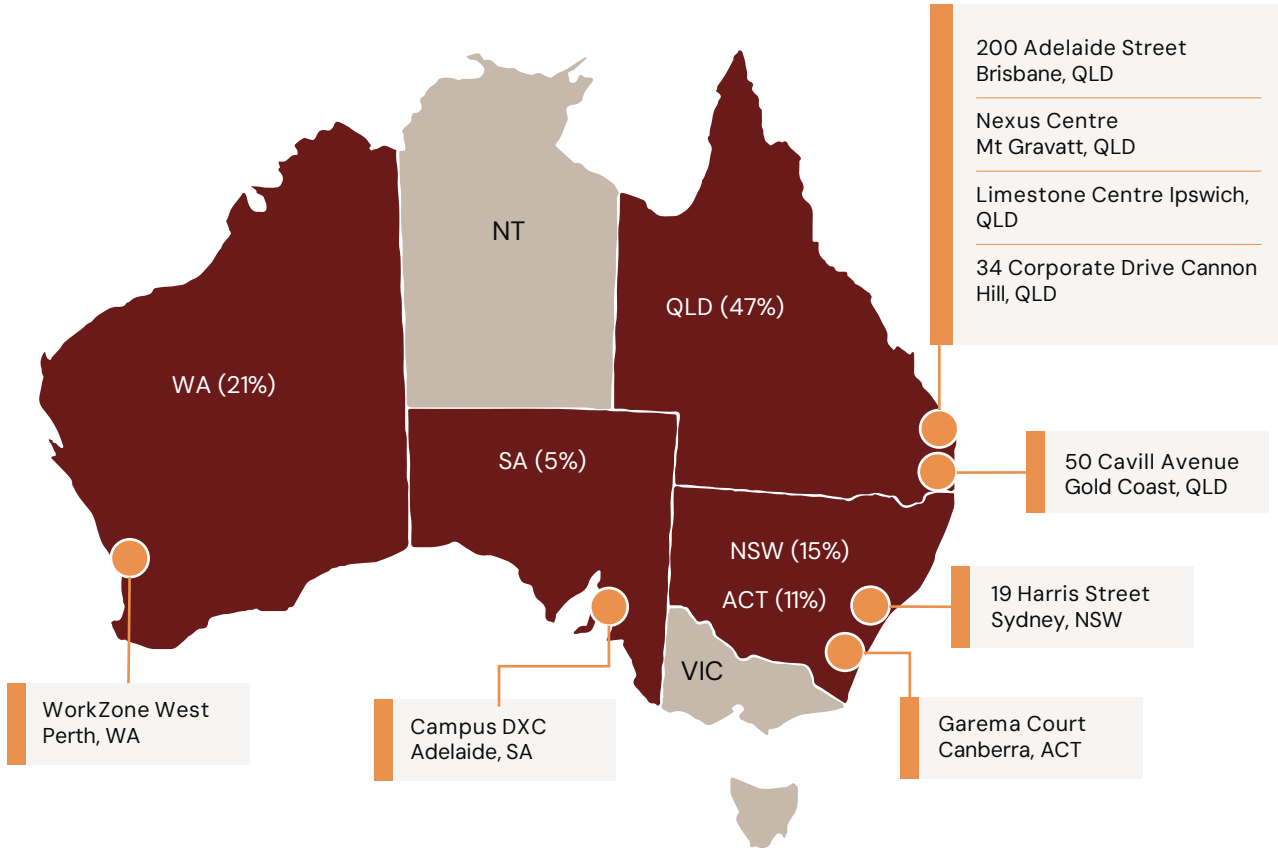 200 Adelaide Street
Brisbane, QLD
Nexus Centre
Mt Gravatt, QLD
Limestone Centre Ipswich,
QLD
34 Corporate Drive Cannon
Hill, QLD
NT
QLD (47%)
WA (21%)
SA (5%)
50 Cavill Avenue
Gold Coast, QLD
NSW (15%)
ACT (11%)
19 Harris Street
Sydney, NSW
VIC
WorkZone West
Perth, WA
Campus DXC
Adelaide, SA
Garema Court
Canberra, ACT